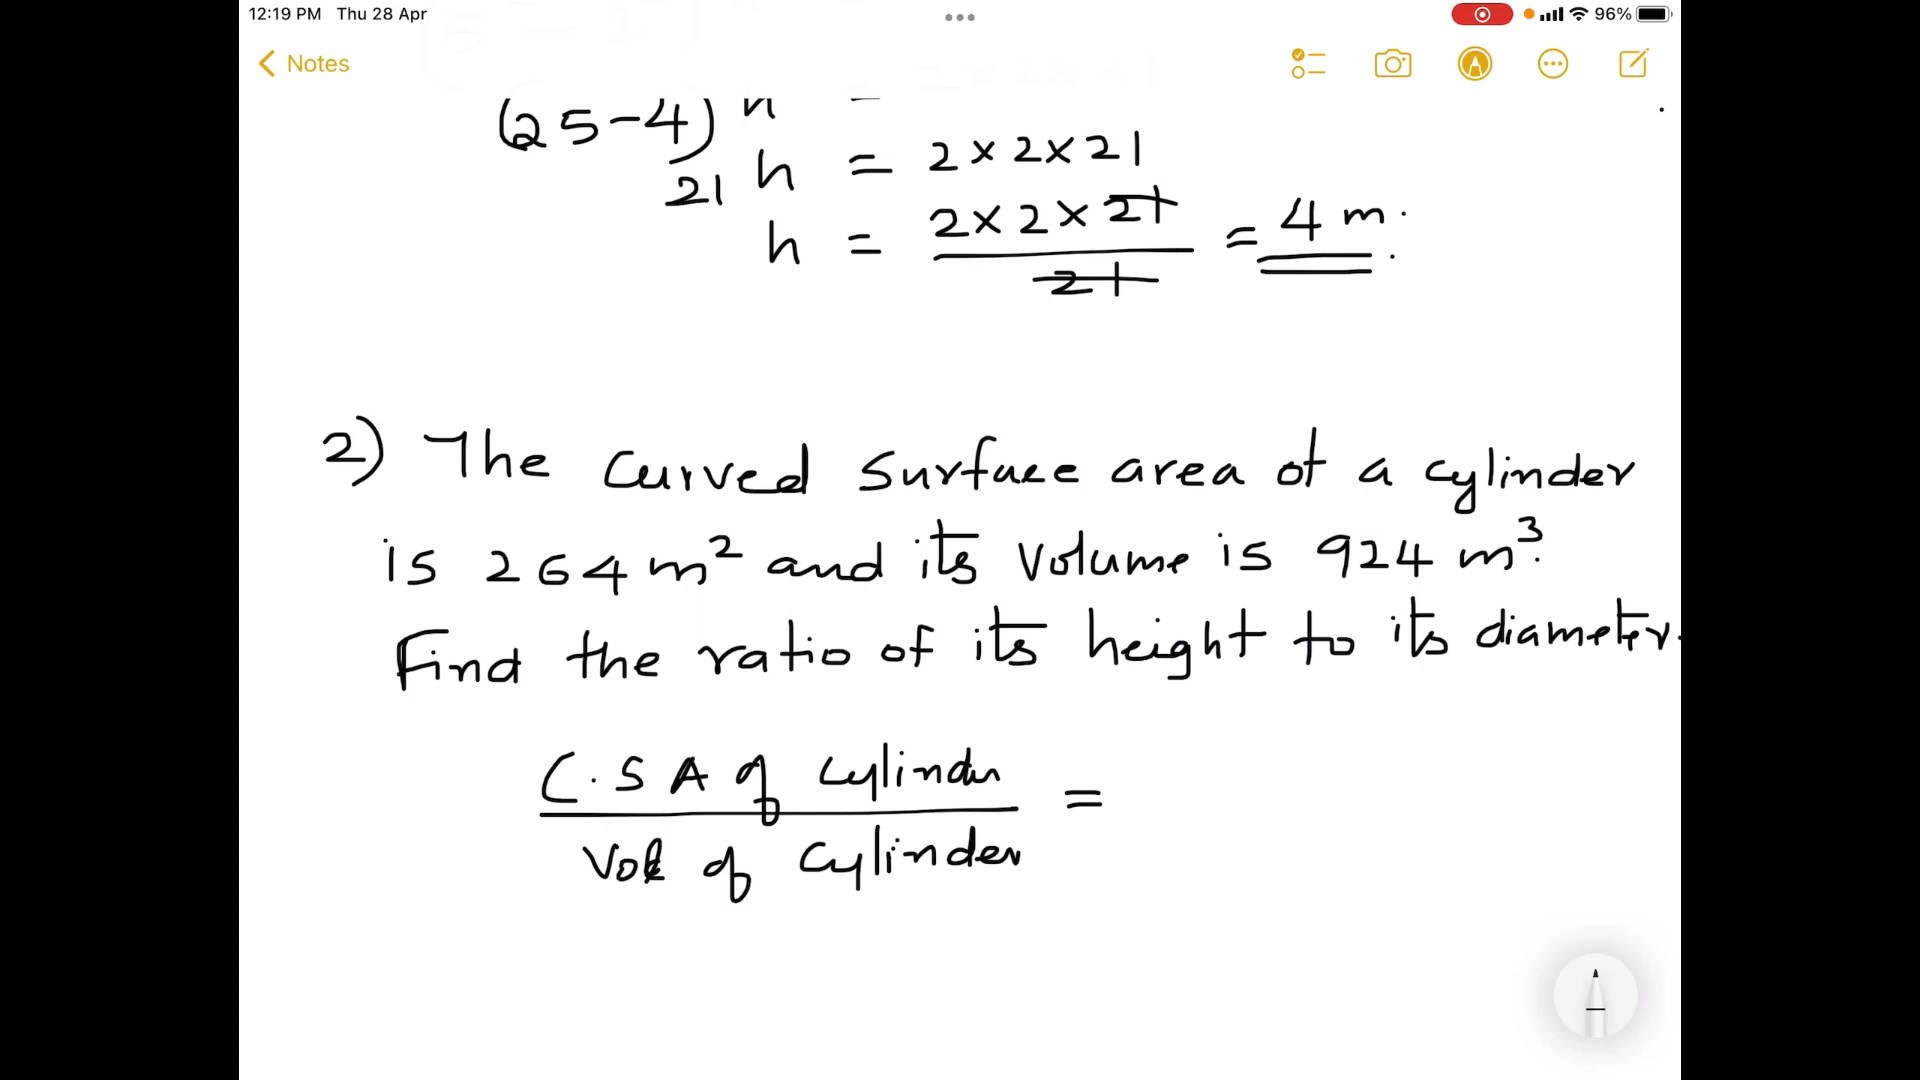 12:19 PM Thu 28 Apr
96%
Notes
(25-4) h =
21 h = 2 × 2 × 21
h = 2 × 2 × 21 / 21 = 4 m.
2) The curved surface area of a cylinder
is 264 m² and its volume is 924 m³.
Find the ratio of its height to its diameter.
C.S A of cylinder
Vol of cylinder =